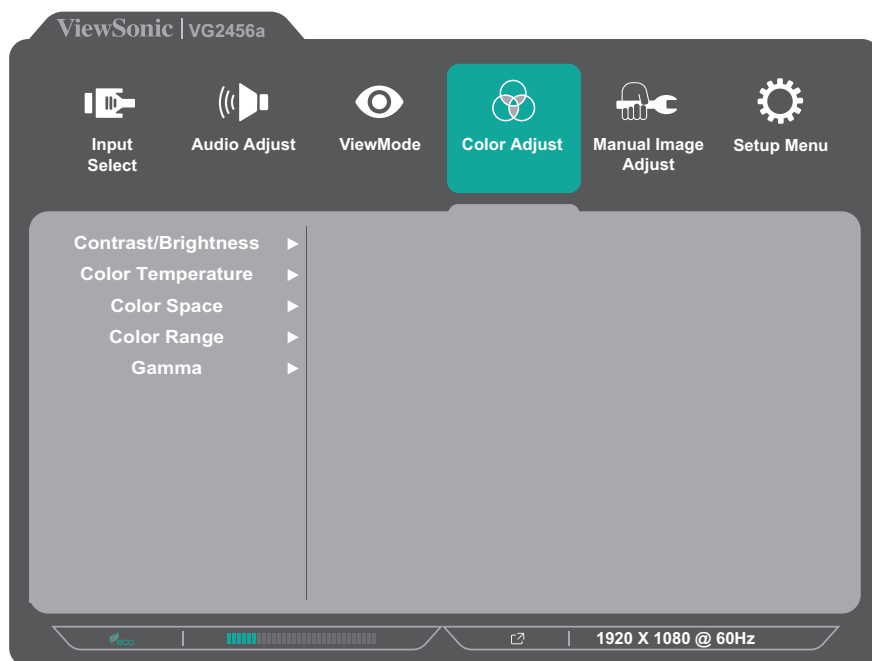 ViewSonic | VG2456a
Input Select
Audio Adjust
ViewMode
Color Adjust
Manual Image Adjust
Setup Menu
Contrast/Brightness
Color Temperature
Color Space
Color Range
Gamma
eco
1920 X 1080 @ 60Hz